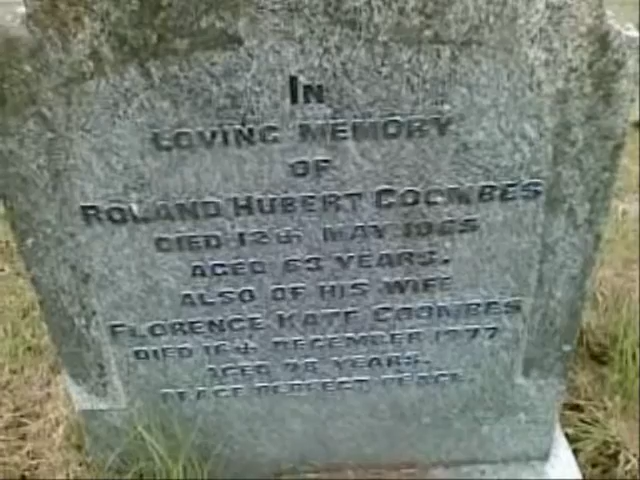 IN
LOVING MEMORY
OF
ROLAND HUBERT COOMBES
DIED 13TH MAY 1965
AGED 63 YEARS.
ALSO OF HIS WIFE
FLORENCE KATE COOMBES
DIED 16TH DECEMBER 1977
AGED YEARS.
PEACE PERFECT PEACE.